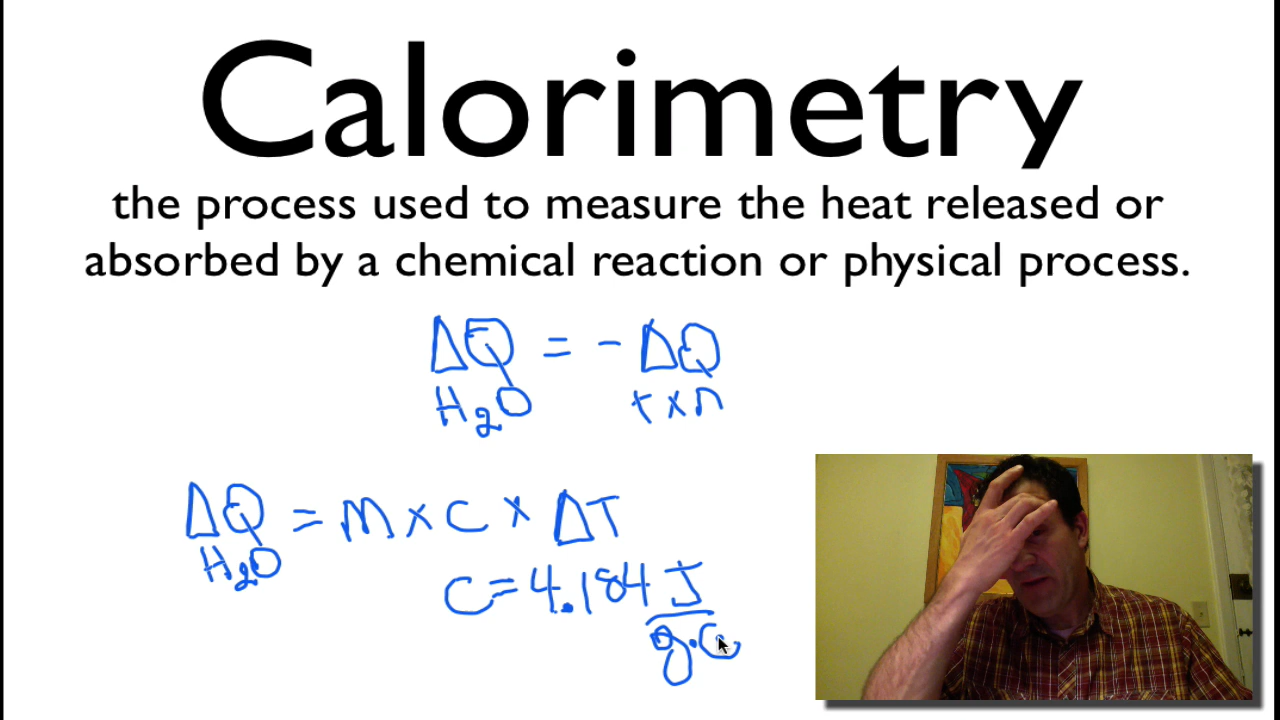 Calorimetry
the process used to measure the heat released or
absorbed by a chemical reaction or physical process.
ΔQ = - ΔQ
H₂O rxn
ΔQ = m x c x ΔT
H₂O
C = 4.184 J
g·C